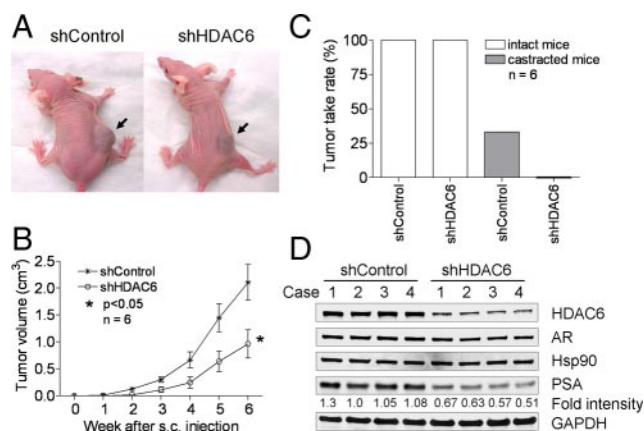 A
shControl
shHDAC6
B
Tumor volume (cm3)
2.5
2.0
1.5
1.0
0.5
0.0
shControl
shHDAC6
* p<0.05
n = 6
*
0 1 2 3 4 5 6
Week after s.c. injection
C
Tumor take rate (%)
100
75
50
25
0
intact mice
castracted mice
n = 6
shControl
shHDAC6
shControl
shHDAC6
D
shControl shHDAC6
Case 1 2 3 4 1 2 3 4
HDAC6
AR
Hsp90
PSA
1.3 1.0 1.05 1.08 0.67 0.63 0.57 0.51 Fold intensity
GAPDH